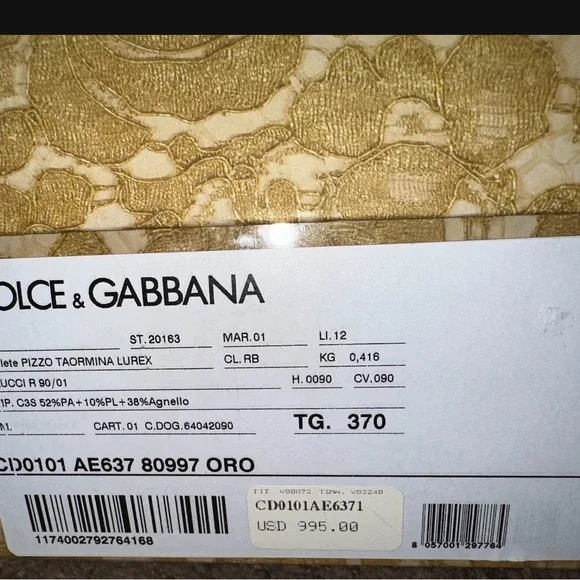 OLCE & GABBANA
ST. 20163 MAR. 01 LI. 12
lete PIZZO TAORMINA LUREX CL. RB KG 0,416
UCCI R 90/01 H. 0090 CV. 090
1P. C3S 52%PA+10%PL+38%Agnello
M. CART. 01 C.DOG. 64042090 TG. 370
CD0101 AE637 80997 ORO
CD0101AE6371
USD 995.00
1174002792764168
8 057001 297764